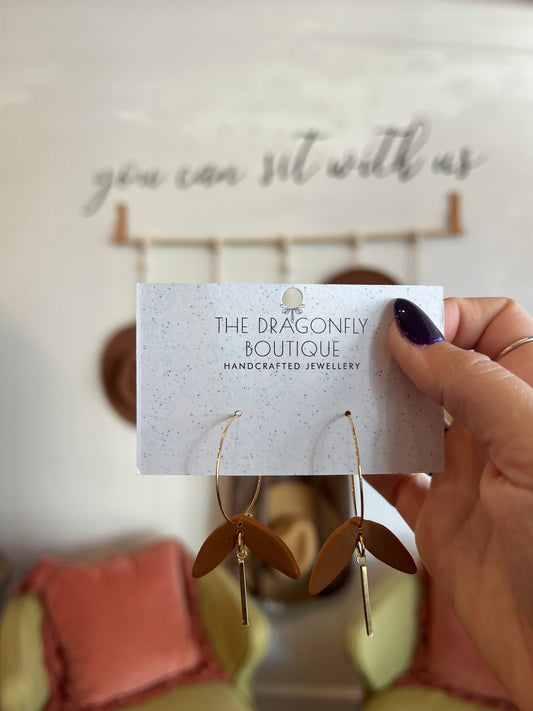 you can sit with us
THE DRAGONFLY
BOUTIQUE
HANDCRAFTED JEWELLERY